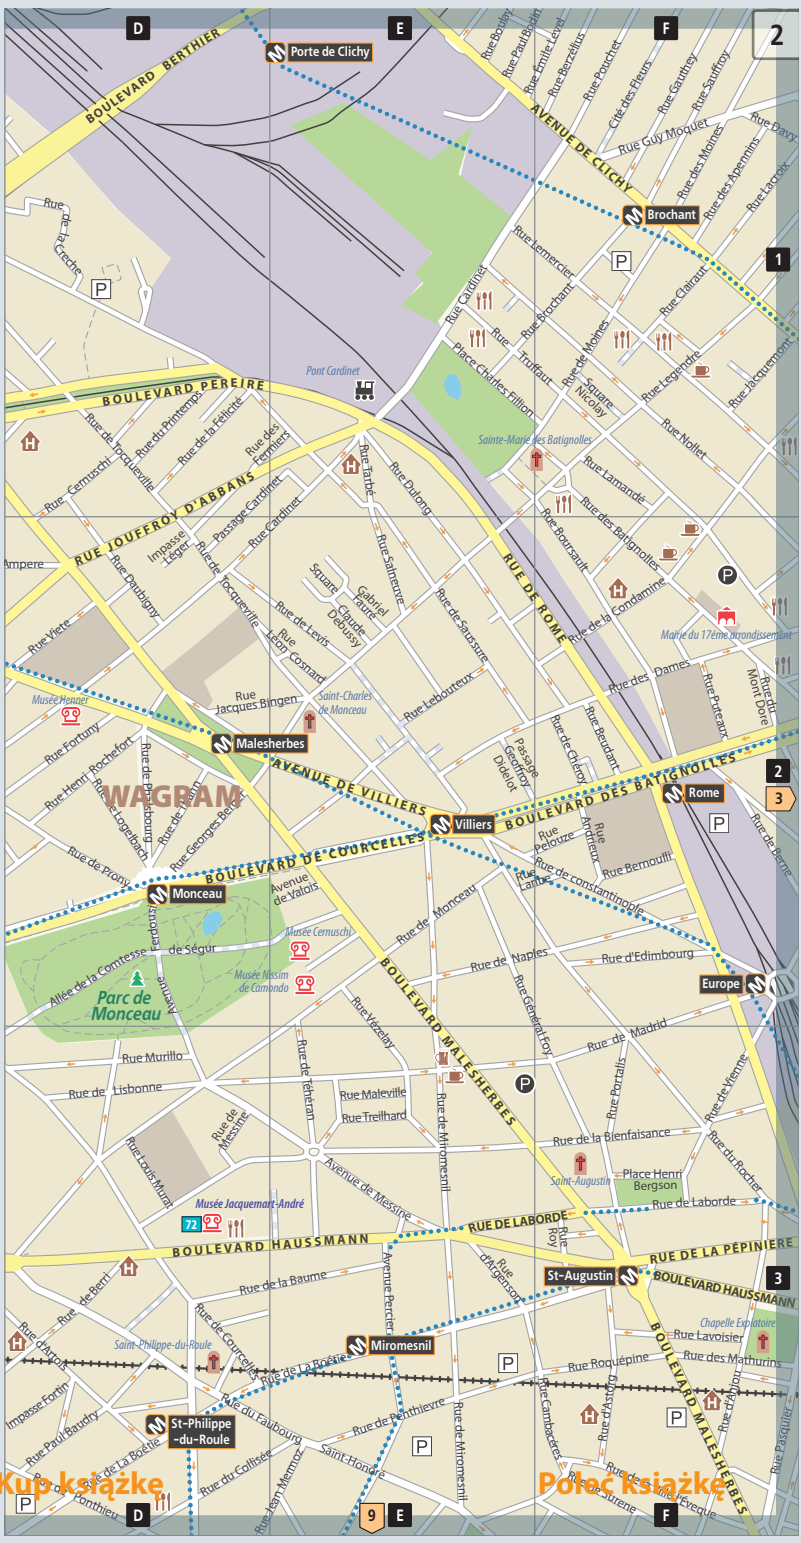 D
E
F
2
Porte de Clichy
BOULEVARD BERTHIER
Rue Boulay
Rue Paul Bodin
Rue Émile Level
Rue Berzélius
Rue Pouchet
Cité des Fleurs
Rue Gauthey
Rue Sauffroy
Rue Davy
AVENUE DE CLICHY
Rue Guy Moquet
Rue des Moines
Rue des Apennins
Rue Lacroix
Brochant
Rue de la Creche
P
P
1
Rue Lemercier
Rue Cardinet
Rue Brochant
Rue Clairaut
Rue Truffaut
Rue de Moines
Place Charles Fillion
Square Nicolay
Rue Legendre
Rue Jacquemont
Pont Cardinet
BOULEVARD PEREIRE
Rue de Tocqueville
Rue du Printemps
Rue de la Félicité
Rue des Fermiers
Sainte-Marie des Batignolles
Rue Nollet
H
H
Rue Cernuschi
Rue Tarbé
Rue Dulong
Rue Lamandé
RUE JOUFFROY D'ABBANS
Passage Cardinet
Rue Cardinet
Rue des Batignolles
Rue Boursault
Impasse Léger
Ampere
Rue Daubigny
Rue de Tocqueville
Rue Salneuve
RUE DE ROME
P
H
Square Claude Debussy
Gabriel Fauré
Rue de la Condamine
Mairie du 17éme arrondissement
Rue Viete
Rue de Levis
Rue Léon Cosnard
Rue de Saussure
Rue des Dames
Rue Puteaux
Rue du Mont Dore
Musée Henner
Rue Jacques Bingen
Saint-Charles de Monceau
Rue Lebouteux
Rue Fortuny
Malesherbes
Rue Beudant
Rue de Chéroy
Passage Geoffroy Didelot
Rue Henri Rochefort
AVENUE DE VILLIERS
BOULEVARD DES BATIGNOLLES
2
3
WAGRAM
Rome
Villiers
P
Rue de Logelbach
Rue Georges Berger
Rue de Prony
BOULEVARD DE COURCELLES
Rue Pelouze
Rue Andrieux
Rue Bernoulli
Monceau
Avenue de Valois
Rue de constantinople
Rue de Monceau
Allée de la Comtesse de Ségur
Musée Cernuschi
Musée Nissim de Camondo
Rue de Naples
Rue d'Edimbourg
Europe
Parc de Monceau
Avenue
BOULEVARD MALESHERBES
Rue Vézelay
Rue Général Foy
Rue de Madrid
Rue Murillo
Rue de Lisbonne
Rue de Téhéran
Rue Maleville
Rue Treilhard
P
Rue Portalis
Rue de Vienne
Rue de Messine
Rue de Miromesnil
Rue de la Bienfaisance
Rue du Rocher
Rue Louis Murat
Avenue de Messine
Saint-Augustin
Place Henri Bergson
Musée Jacquemart-André
72
Rue de Laborde
RUE DE LABORDE
BOULEVARD HAUSSMANN
Rue Roy
RUE DE LA PÉPINIERE
Rue d'Argenson
St-Augustin
BOULEVARD HAUSSMANN
3
H
Rue de la Baume
Avenue Percier
Rue de Berri
Rue de Courcelles
Chapelle Expiatoire
Rue d'Artois
H
Saint-Philippe-du-Roule
Miromesnil
Rue Lavoisier
Rue des Mathurins
Rue de La Boétie
P
Rue Roquépine
BOULEVARD MALESHERBES
Impasse Fortin
Rue Paul Baudry
St-Philippe
-du-Roule
Rue du Faubourg Saint-Honoré
Rue de Penthievre
Rue de Miromesnil
Rue Cambacéres
Rue d'Astorg
H
H
P
Rue d'Anjou
Rue Pasquier
Rue de La Boétie
Rue du Colisée
Rue Jean Mermoz
P
Kup książkę
Poleć książkę
P
D
9
E
F